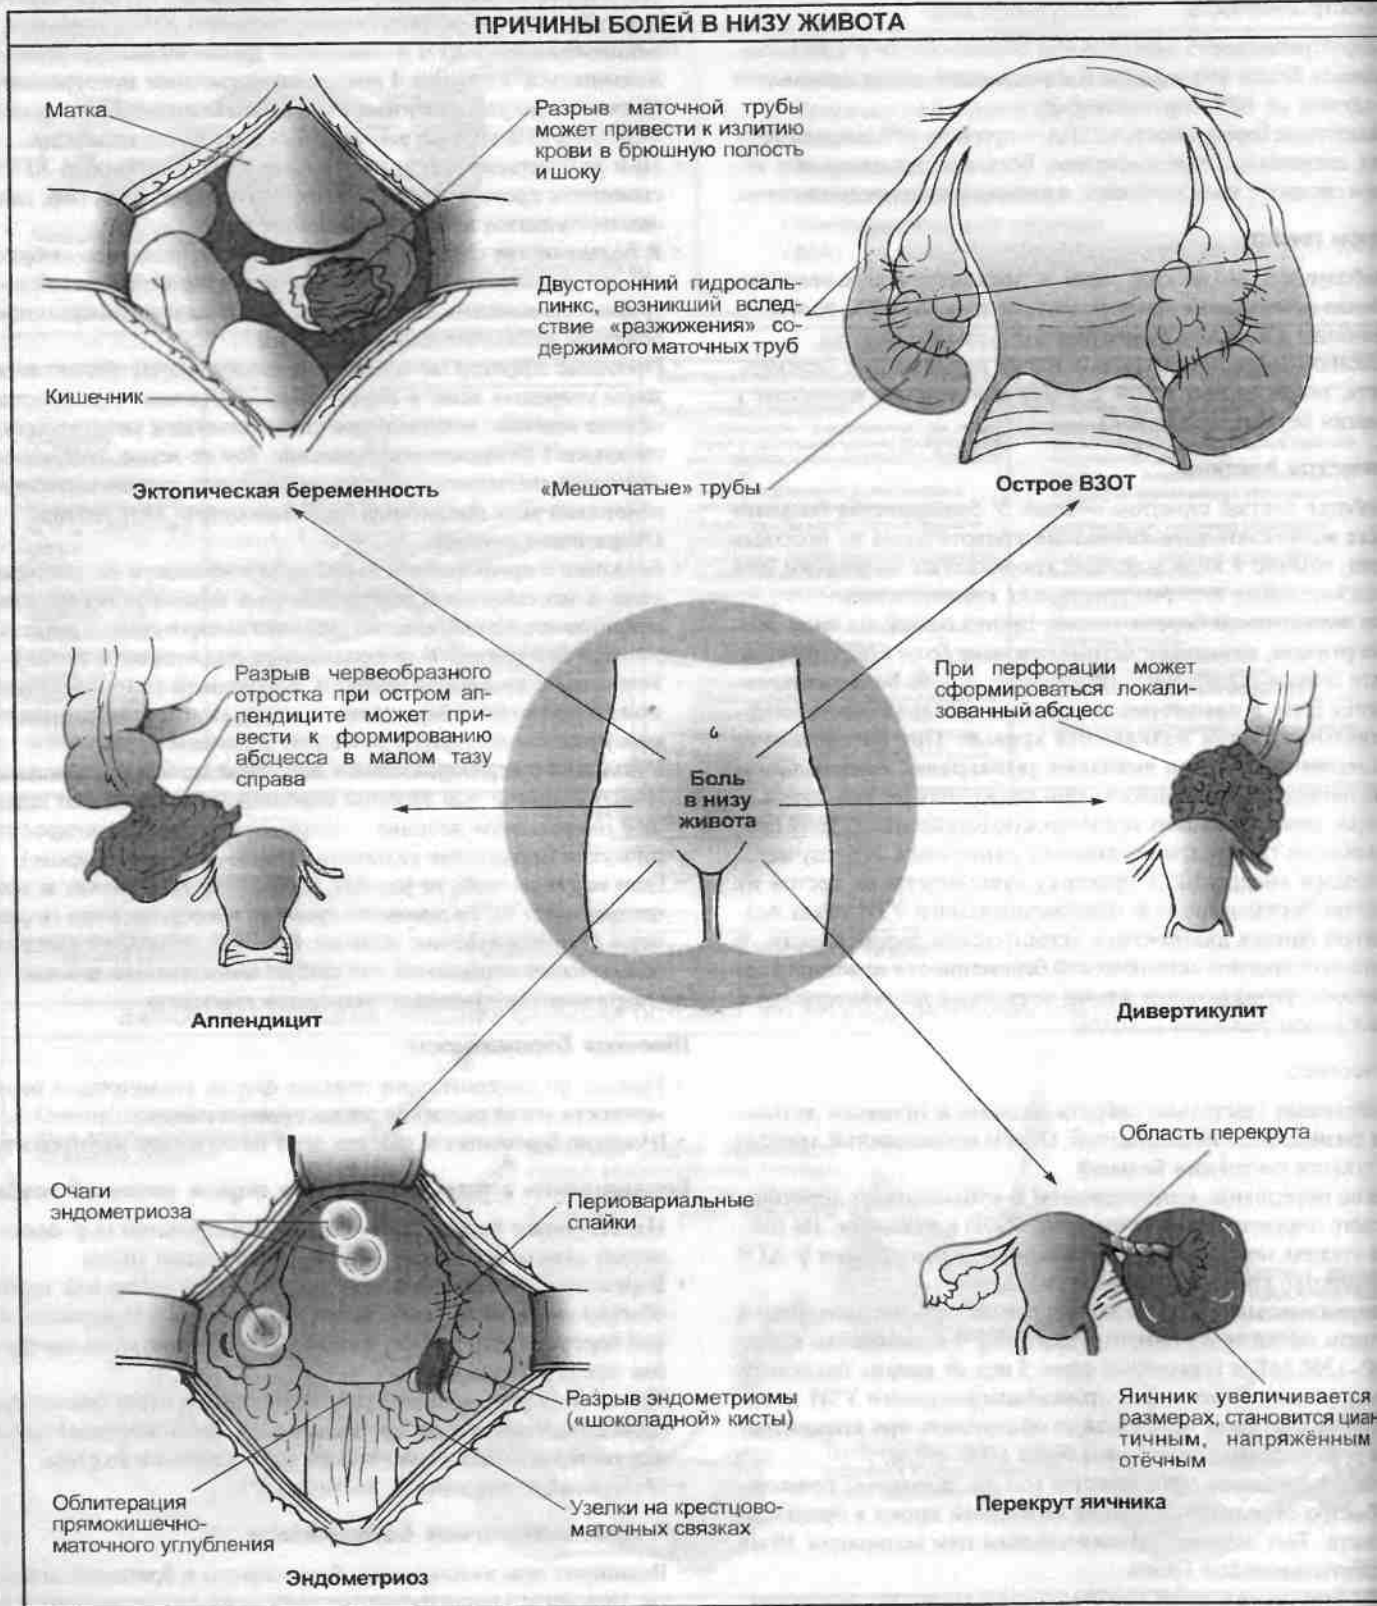 ПРИЧИНЫ БОЛЕЙ В НИЗУ ЖИВОТА
Матка
Разрыв маточной трубы
может привести к излитию
крови в брюшную полость
и шоку
Двусторонний гидросаль-
пинкс, возникший вслед-
ствие «разжижения» со-
держимого маточных труб
Кишечник
Эктопическая беременность
«Мешотчатые» трубы
Острое ВЗОТ
Разрыв червеобразного
отростка при остром ап-
пендиците может при-
вести к формированию
абсцесса в малом тазу
справа
При перфорации может
сформироваться локали-
зованный абсцесс
Боль
в низу
живота
Аппендицит
Дивертикулит
Область перекрута
Очаги
эндометриоза
Периовариальные
спайки
Разрыв эндометриомы
(«шоколадной» кисты)
Яичник увеличивается
размерах, становится циан
тичным, напряжённым
отёчным
Облитерация
прямокишечно-
маточного углубления
Узелки на крестцово-
маточных связках
Перекрут яичника
Эндометриоз